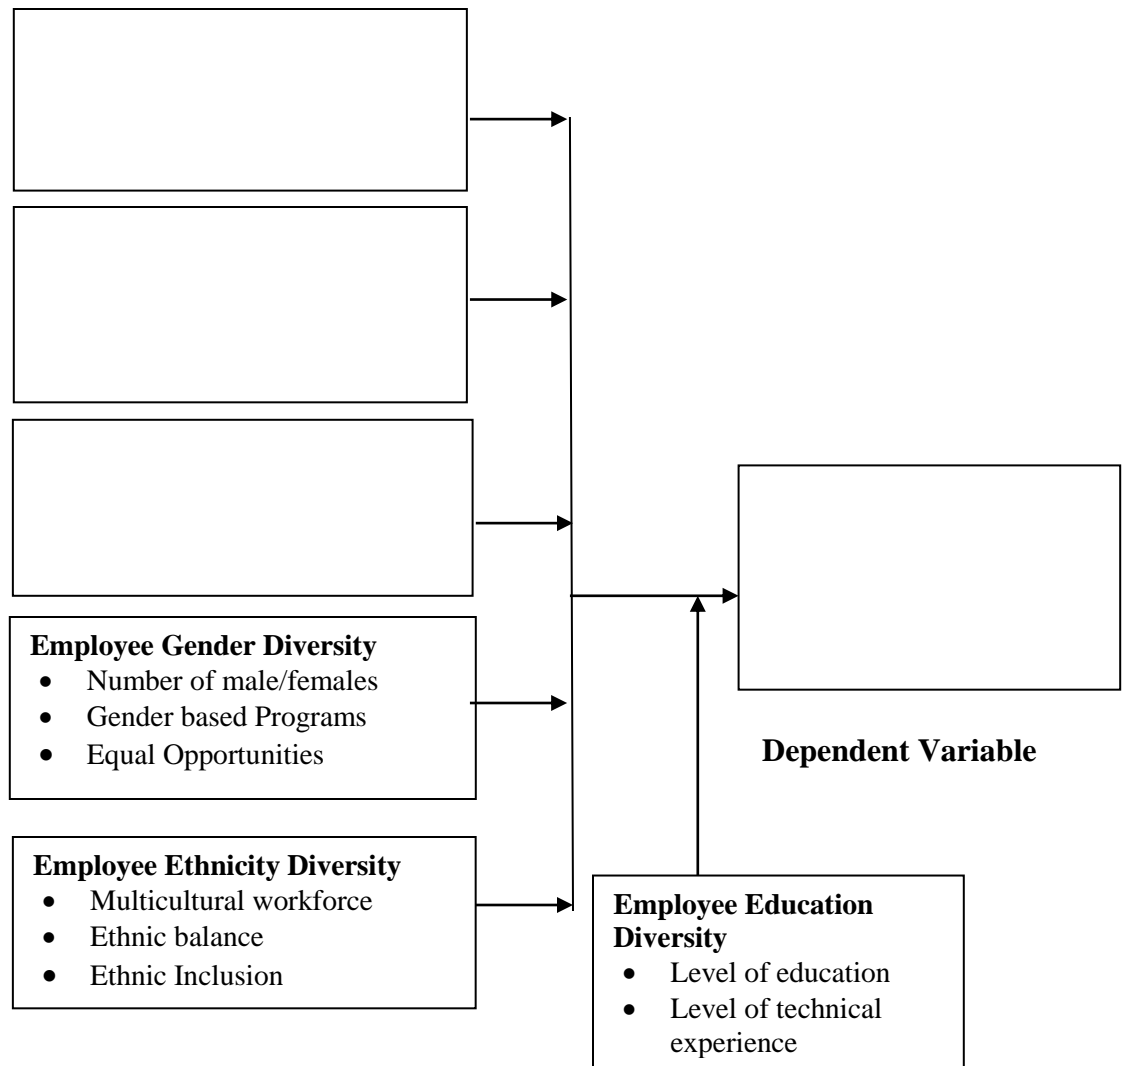 Employee Gender Diversity
• Number of male/females
• Gender based Programs
• Equal Opportunities
Dependent Variable
Employee Ethnicity Diversity
• Multicultural workforce
• Ethnic balance
• Ethnic Inclusion
Employee Education
Diversity
• Level of education
• Level of technical
experience